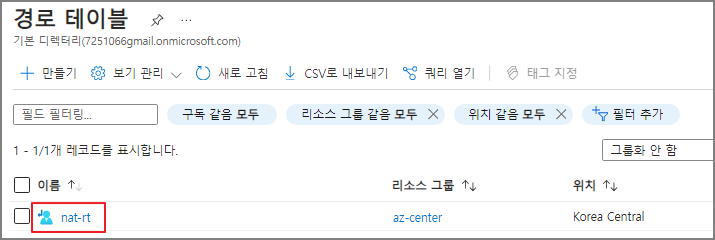 경로 테이블
기본 디렉터리(7251066gmail.onmicrosoft.com)
만들기 보기 관리 새로 고침 CSV로 내보내기 쿼리 열기 태그 지정
필드 필터링... 구독 같음 모두 리소스 그룹 같음 모두 위치 같음 모두 필터 추가
1 - 1/1개 레코드를 표시합니다. 그룹화 안 함
이름 리소스 그룹 위치
nat-rt az-center Korea Central